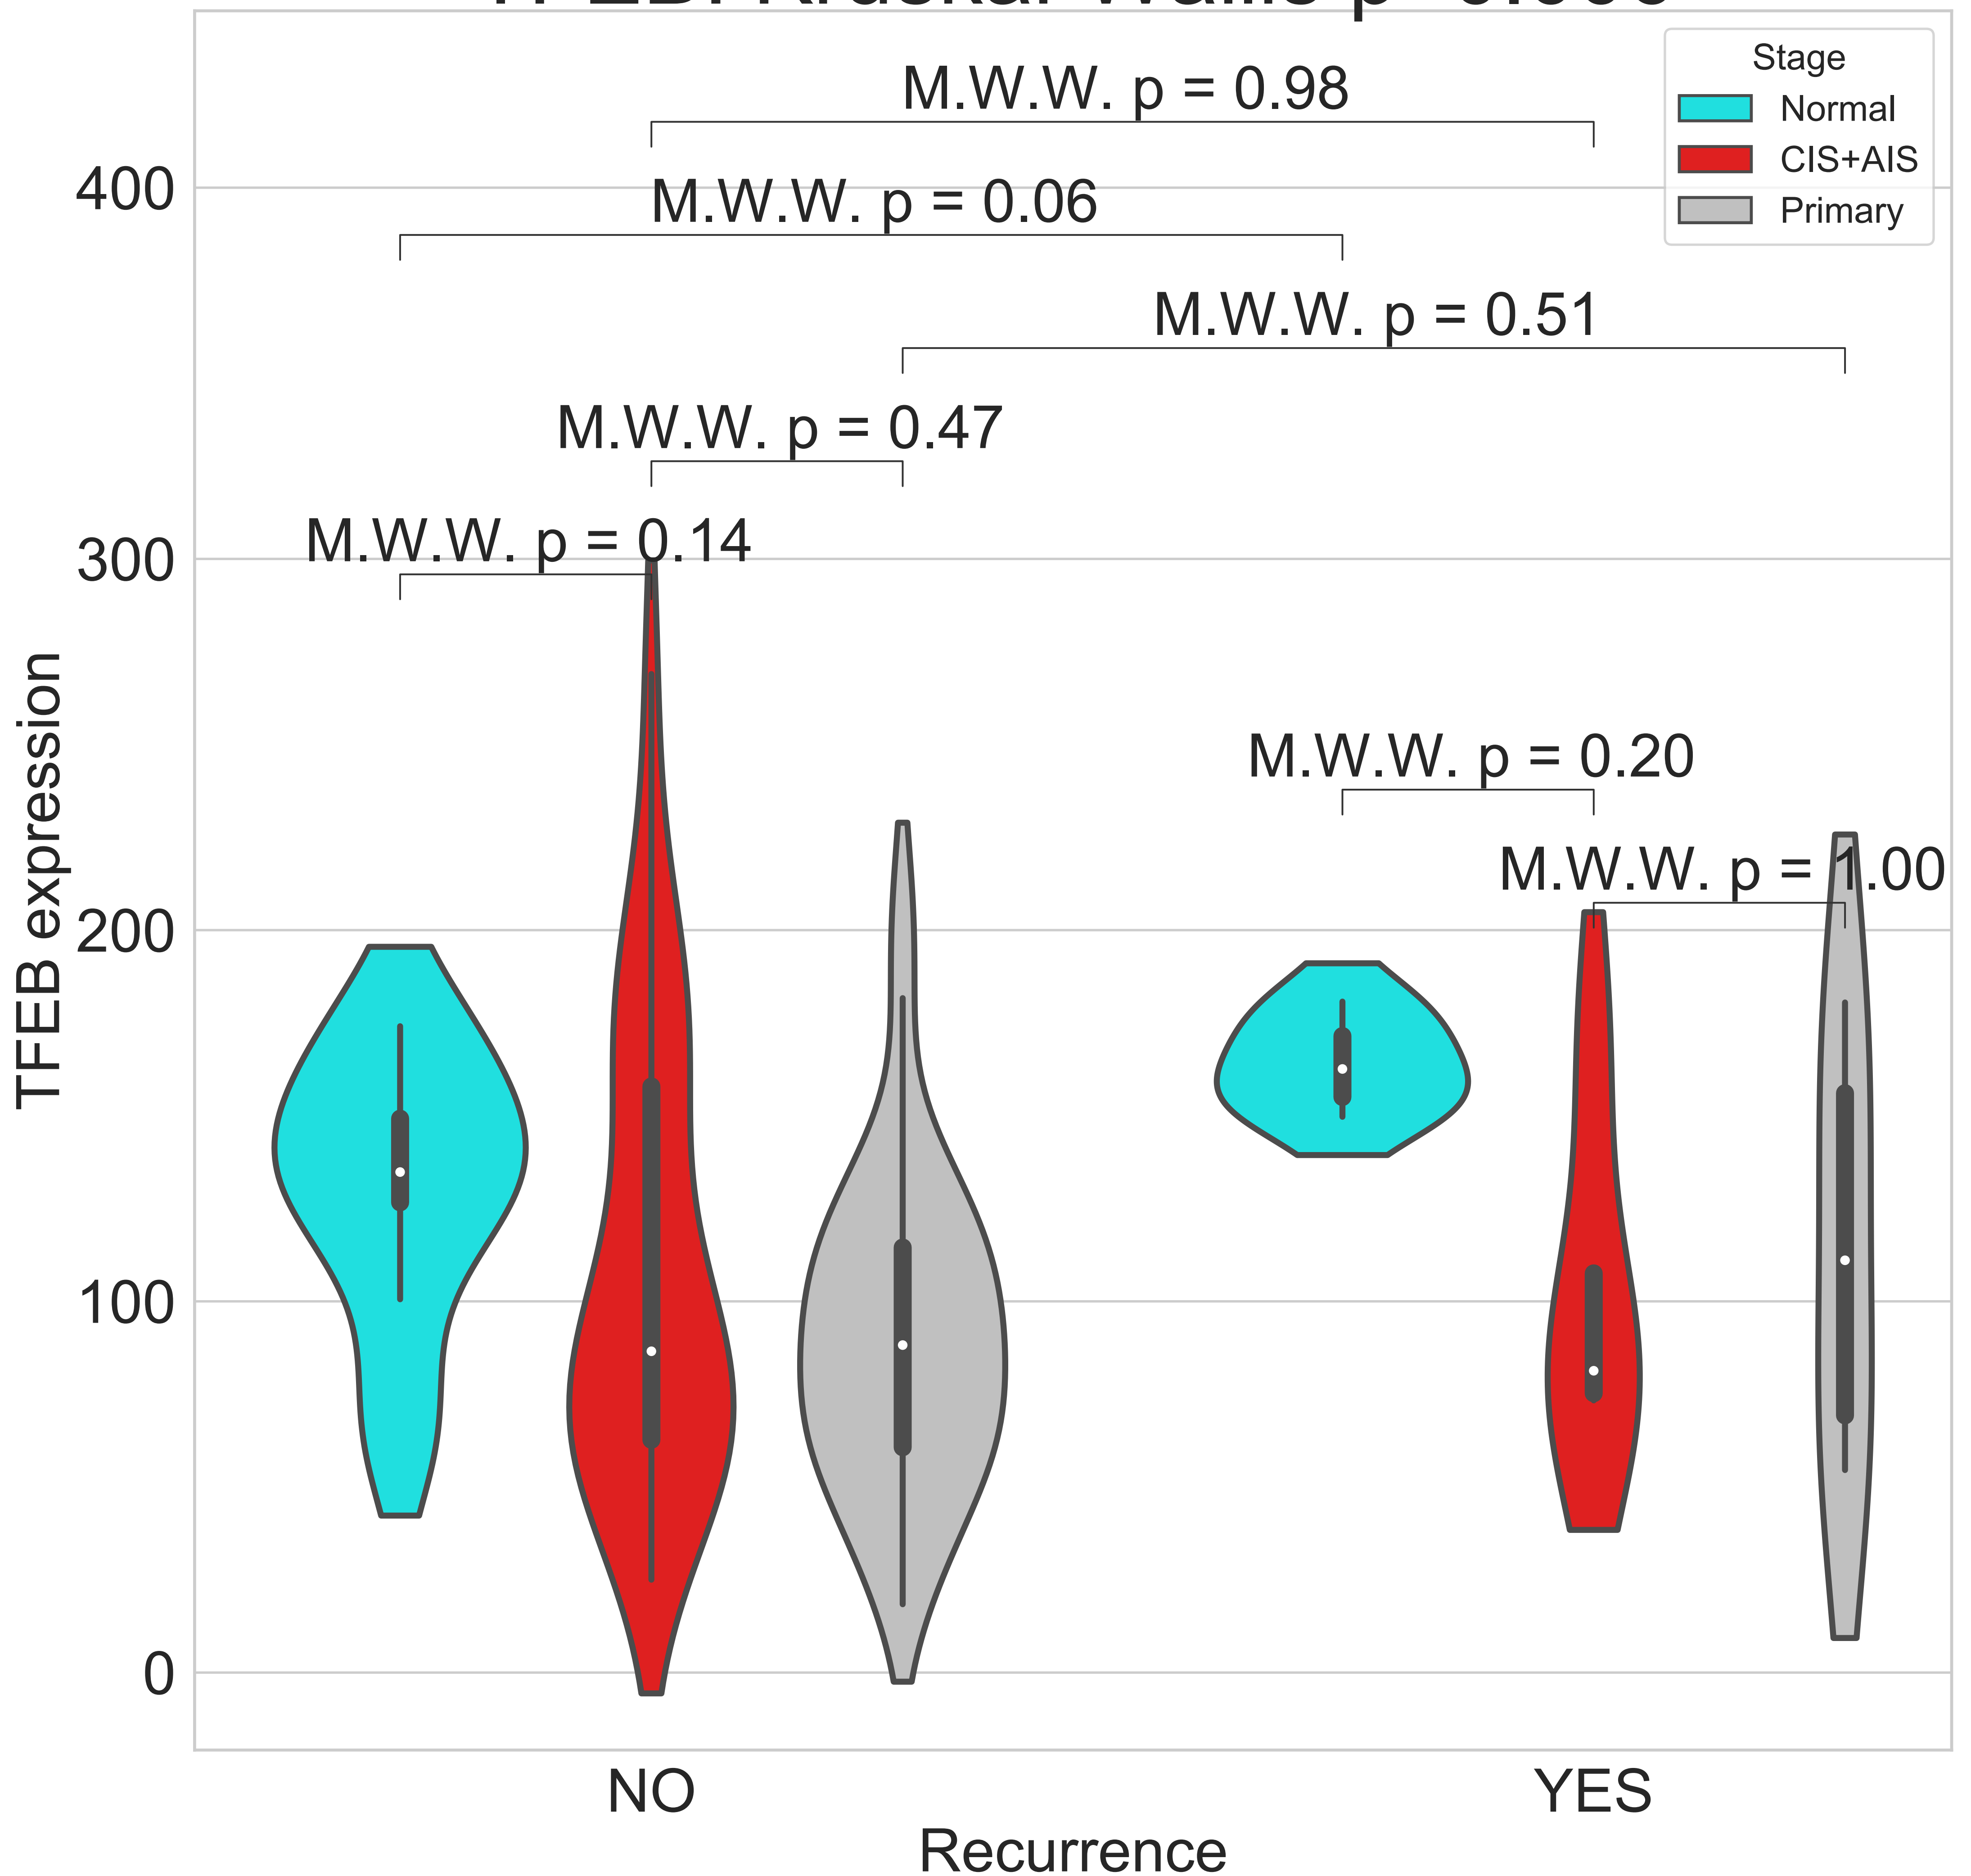 Stage
Normal
CIS+AIS
Primary
M.W.W. p = 0.98
M.W.W. p = 0.06
M.W.W. p = 0.51
M.W.W. p = 0.47
M.W.W. p = 0.14
M.W.W. p = 0.20
M.W.W. p = 1.00
400
300
200
100
0
TFEB expression
NO
YES
Recurrence